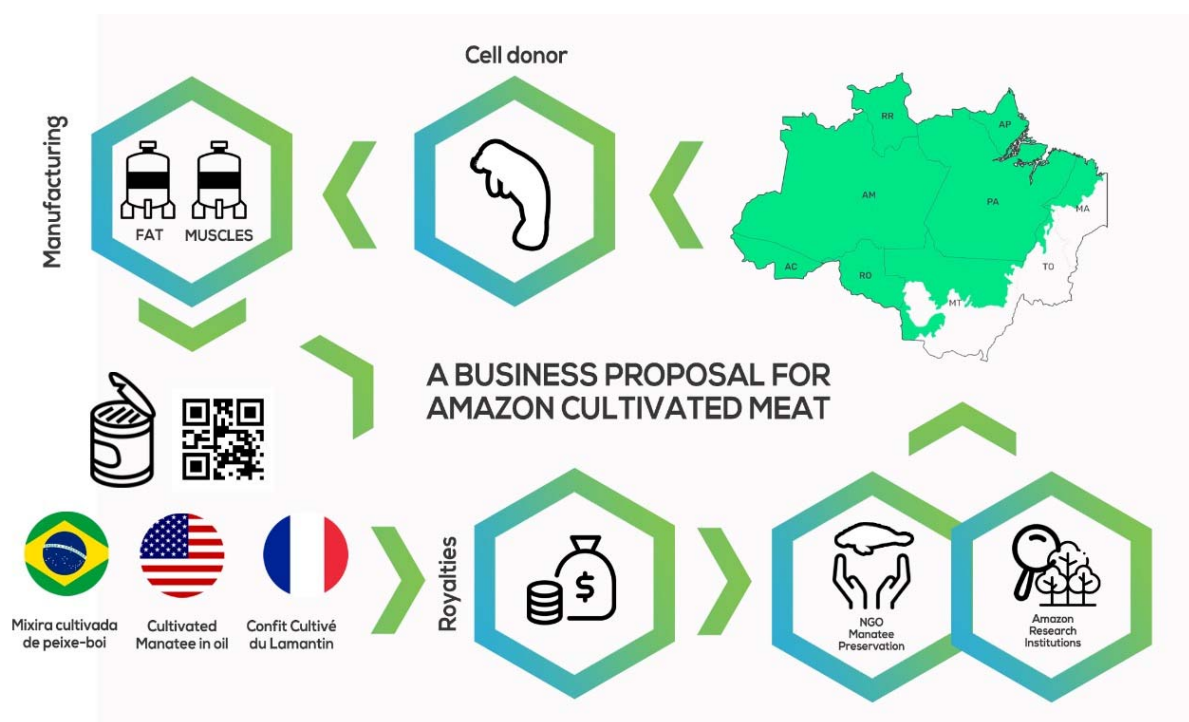 Cell donor
Manufacturing
FAT
MUSCLES
RR
AP
AM
PA
MA
AC
RO
TO
MT
A BUSINESS PROPOSAL FOR
AMAZON CULTIVATED MEAT
Mixira cultivada
de peixe-boi
Cultivated
Manatee in oil
Confit Cultivé
du Lamantin
Royalties
$
NGO
Manatee
Preservation
Amazon
Research
Institutions